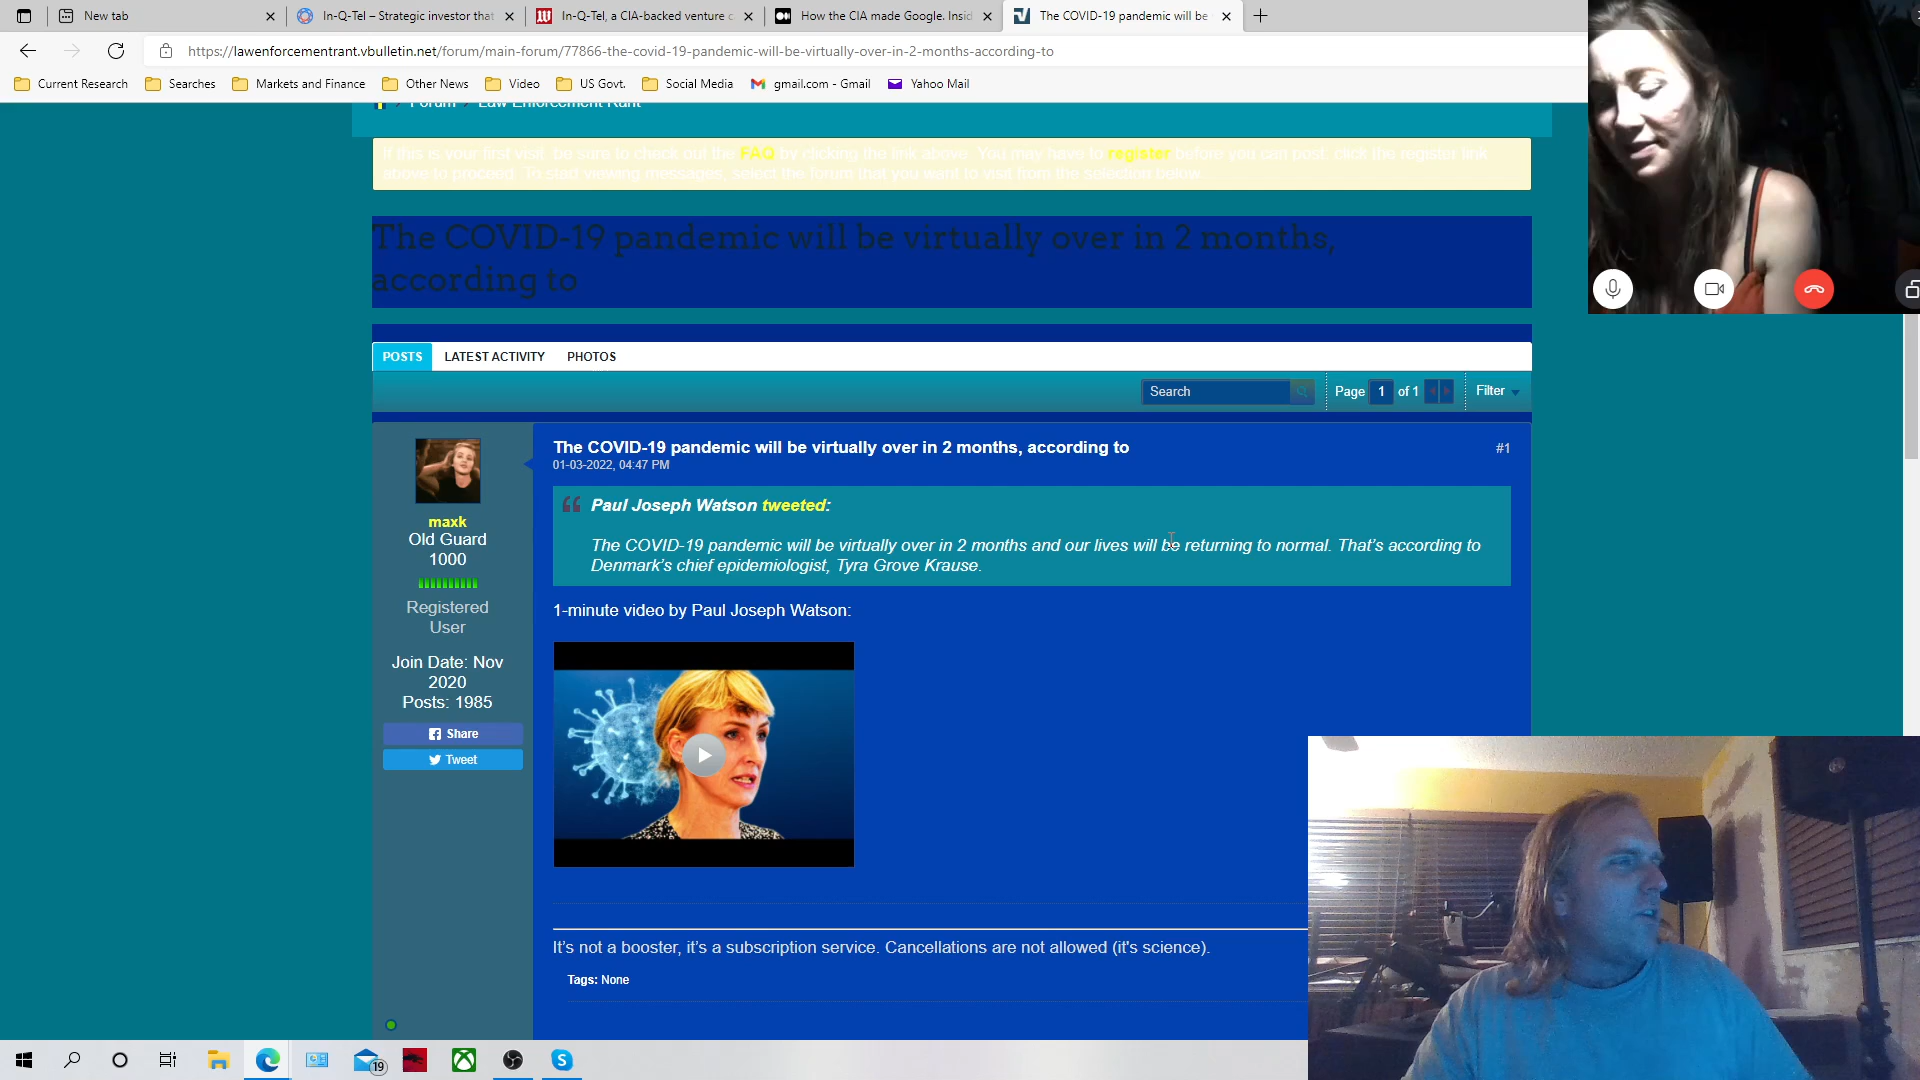 New tab
In-Q-Tel – Strategic investor that
In-Q-Tel, a CIA-backed venture c
How the CIA made Google. Insid
The COVID-19 pandemic will be
https://lawenforcementrant.vbulletin.net/forum/main-forum/77866-the-covid-19-pandemic-will-be-virtually-over-in-2-months-according-to
Current Research
Searches
Markets and Finance
Other News
Video
US Govt.
Social Media
gmail.com - Gmail
Yahoo Mail
Forum Law Enforcement Rant
If this is your first visit, be sure to check out the FAQ by clicking the link above. You may have to register before you can post: click the register link
above to proceed. To start viewing messages, select the forum that you want to visit from the selection below.
The COVID-19 pandemic will be virtually over in 2 months,
according to
POSTS LATEST ACTIVITY PHOTOS
Search
Page 1 of 1
Filter
The COVID-19 pandemic will be virtually over in 2 months, according to
#1
01-03-2022, 04:47 PM
Paul Joseph Watson tweeted:
The COVID-19 pandemic will be virtually over in 2 months and our lives will be returning to normal. That's according to
Denmark's chief epidemiologist, Tyra Grove Krause.
1-minute video by Paul Joseph Watson:
maxk
Old Guard
1000
Registered
User
Join Date: Nov
2020
Posts: 1985
Share
Tweet
It's not a booster, it's a subscription service. Cancellations are not allowed (it's science).
Tags: None
19